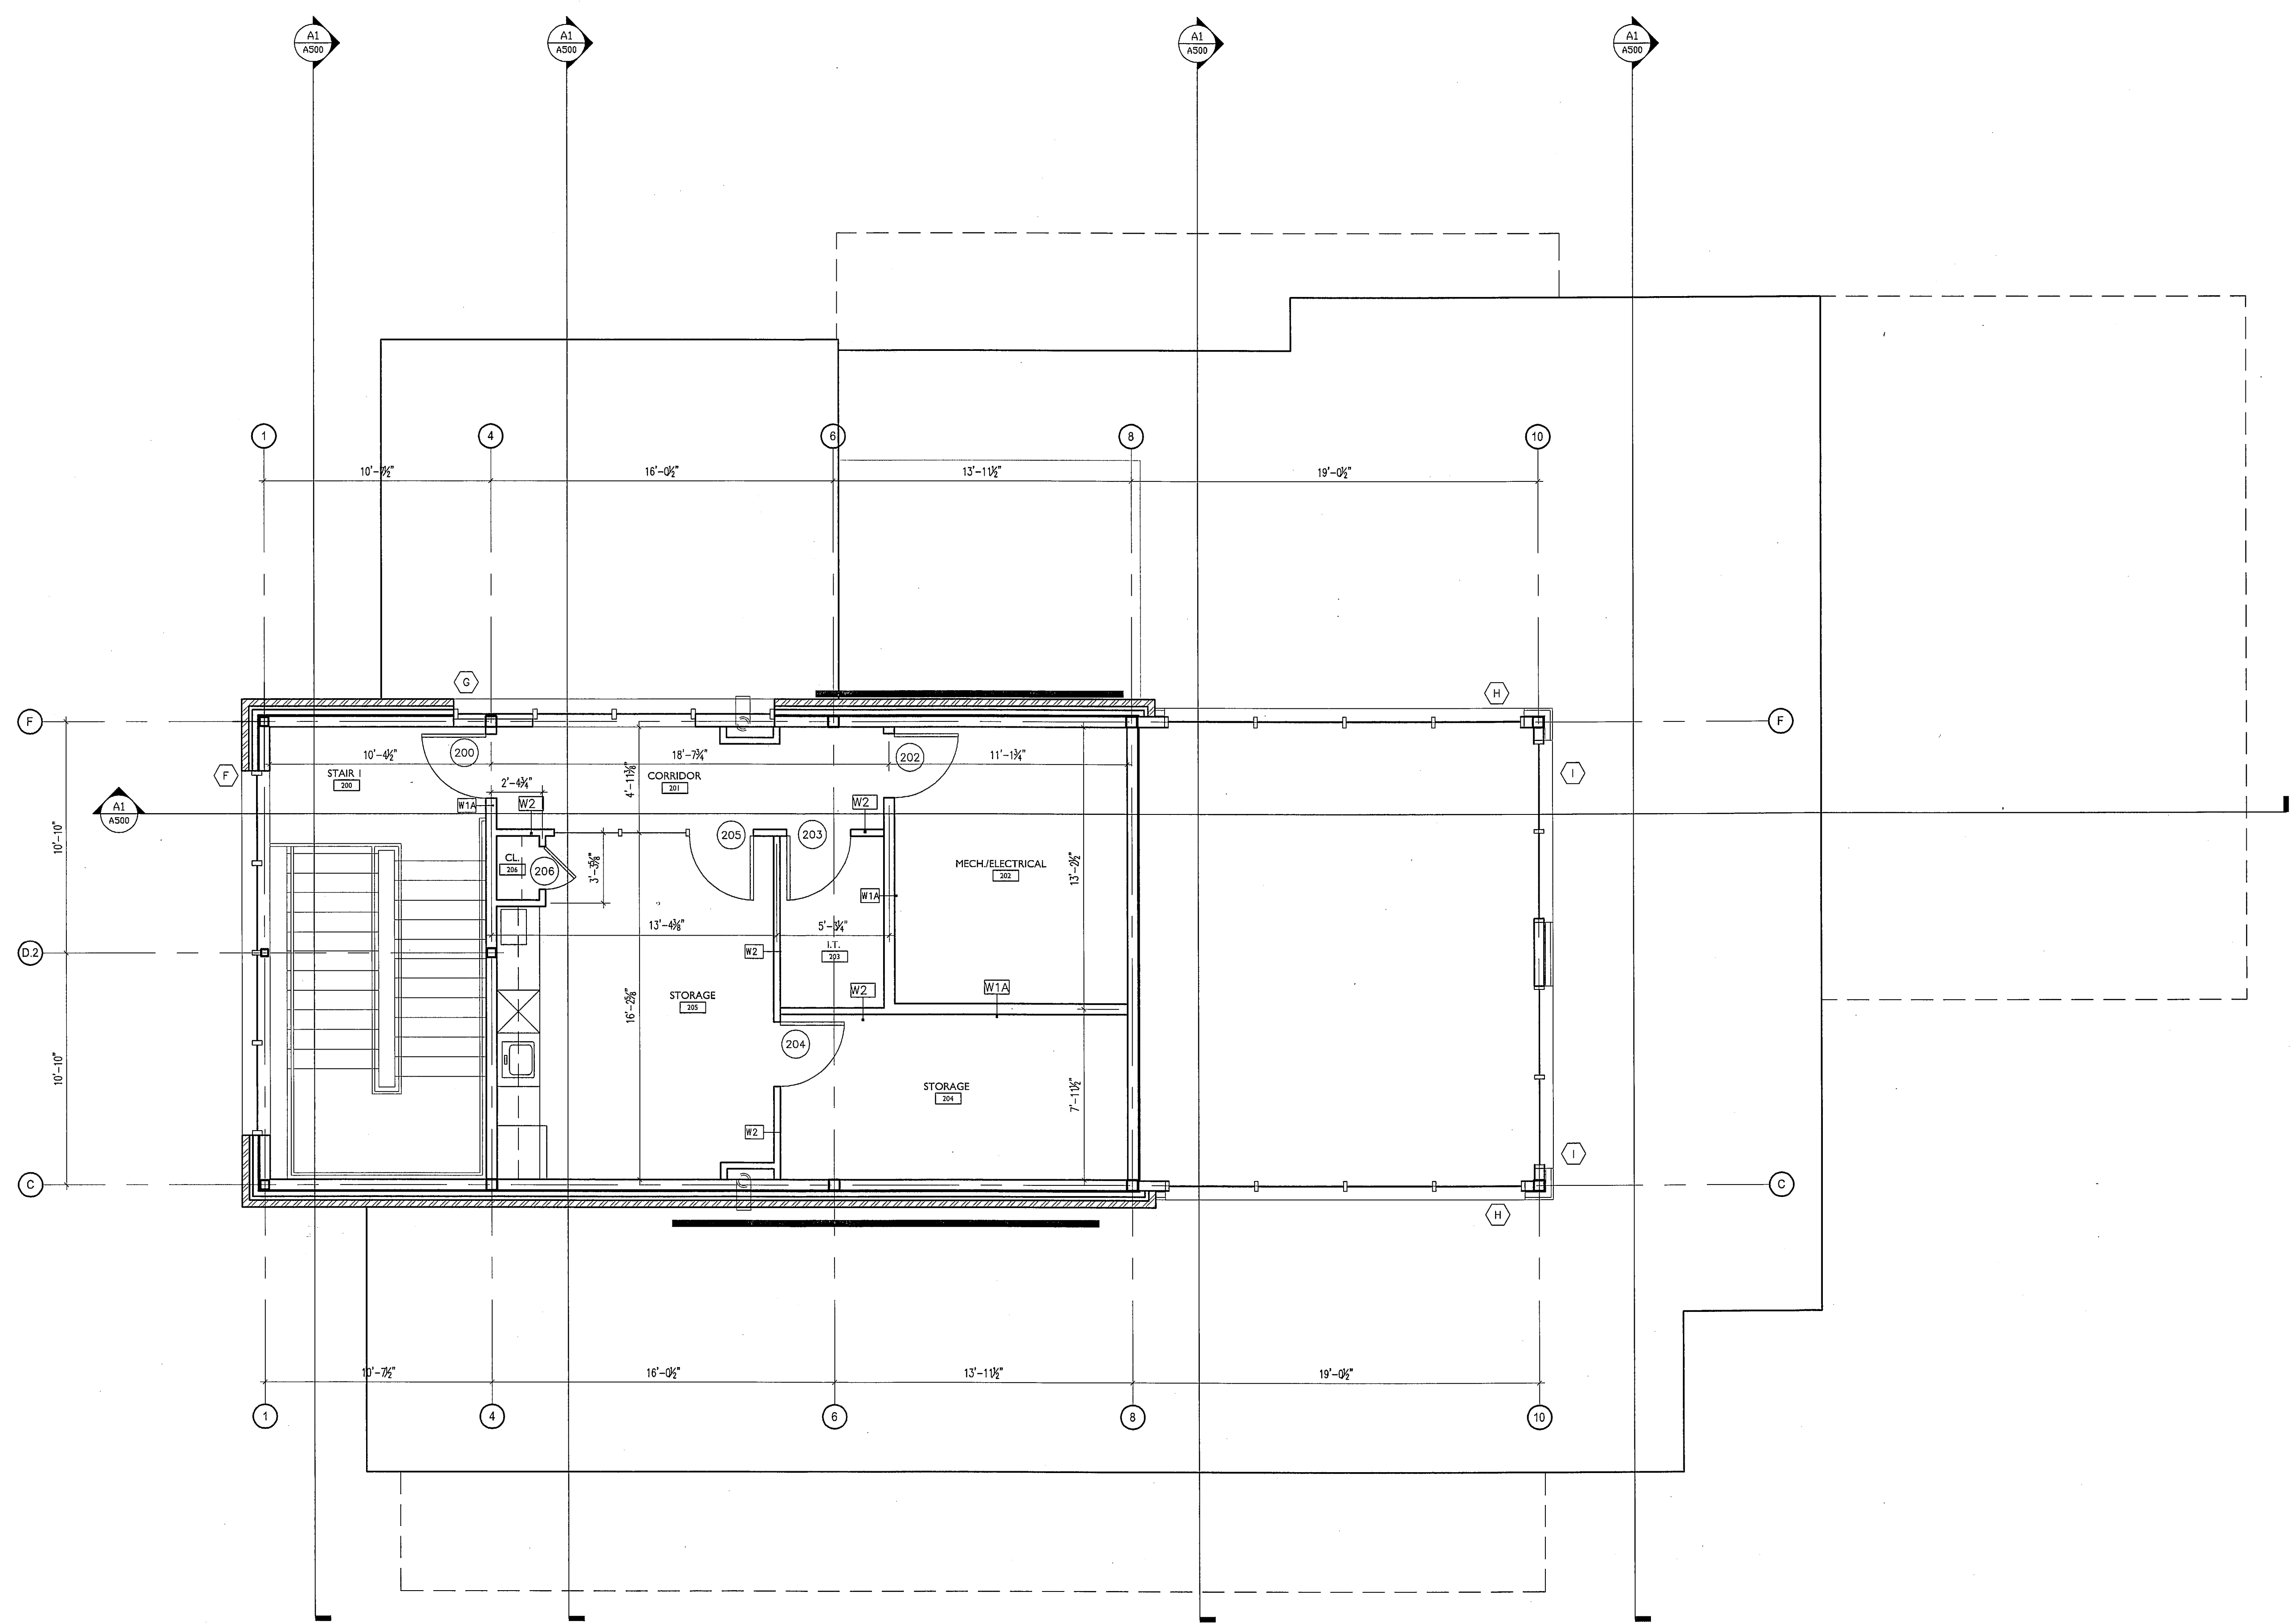 A1
A500
A1
A500
A1
A500
A1
A500
1
4
6
8
10
10'-7½"
16'-0½"
13'-11½"
19'-0½"
G
H
F
F
10'-4½"
200
18'-7¾"
202
11'-1¾"
F
STAIR 1
200
CORRIDOR
201
4'-11⅜"
I
2'-4¾"
A1
A500
W1A
W2
W2
205
203
10'-10"
CL.
206
206
3'-3⅝"
MECH./ELECTRICAL
202
13'-2½"
W1A
13'-4⅜"
5'-¾"
D.2
W2
I.T.
203
STORAGE
205
16'-2⅝"
W2
W1A
204
10'-10"
STORAGE
204
7'-11½"
W2
I
C
C
H
10'-7½"
16'-0½"
13'-11½"
19'-0½"
1
4
6
8
10